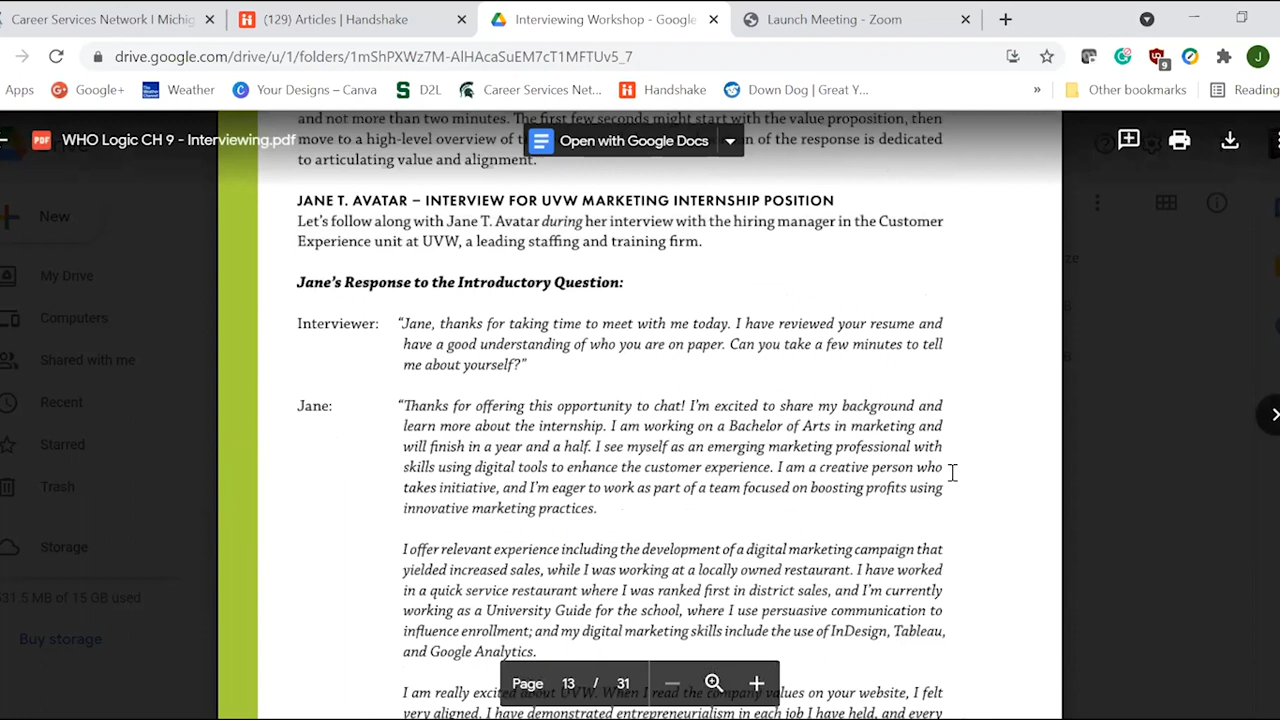 Career Services Network I Michig
(129) Articles | Handshake
Interviewing Workshop - Google
Launch Meeting - Zoom
drive.google.com/drive/u/1/folders/1mShPXWz7M-AlHAcaSuEM7cT1MFTUv5_7
J
9
Apps
Google+
Weather
Your Designs – Canva
D2L
Career Services Net...
Handshake
Down Dog | Great Y...
»
Other bookmarks
Reading
and not more than two minutes. The first few seconds might start with the value proposition, then
PDF
WHO Logic CH 9 - Interviewing.pdf
Open with Google Docs
move to a high-level overview of
on of the response is dedicated
to articulating value and alignment.
New
My Drive
Computers
Shared with me
Recent
Starred
Trash
Storage
531.5 MB of 15 GB used
Buy storage
JANE T. AVATAR – INTERVIEW FOR UVW MARKETING INTERNSHIP POSITION
Let's follow along with Jane T. Avatar during her interview with the hiring manager in the Customer
Experience unit at UVW, a leading staffing and training firm.
Jane's Response to the Introductory Question:
Interviewer: "Jane, thanks for taking time to meet with me today. I have reviewed your resume and
have a good understanding of who you are on paper. Can you take a few minutes to tell
me about yourself?"
Jane: "Thanks for offering this opportunity to chat! I'm excited to share my background and
learn more about the internship. I am working on a Bachelor of Arts in marketing and
will finish in a year and a half. I see myself as an emerging marketing professional with
skills using digital tools to enhance the customer experience. I am a creative person who
takes initiative, and I'm eager to work as part of a team focused on boosting profits using
innovative marketing practices.
I offer relevant experience including the development of a digital marketing campaign that
yielded increased sales, while I was working at a locally owned restaurant. I have worked
in a quick service restaurant where I was ranked first in district sales, and I'm currently
working as a University Guide for the school, where I use persuasive communication to
influence enrollment; and my digital marketing skills include the use of InDesign, Tableau,
and Google Analytics.
Page 13 / 31
I am really excited about UVW. When I read the company values on your website, I felt
very aligned. I have demonstrated entrepreneurialism in each job I have held, and every